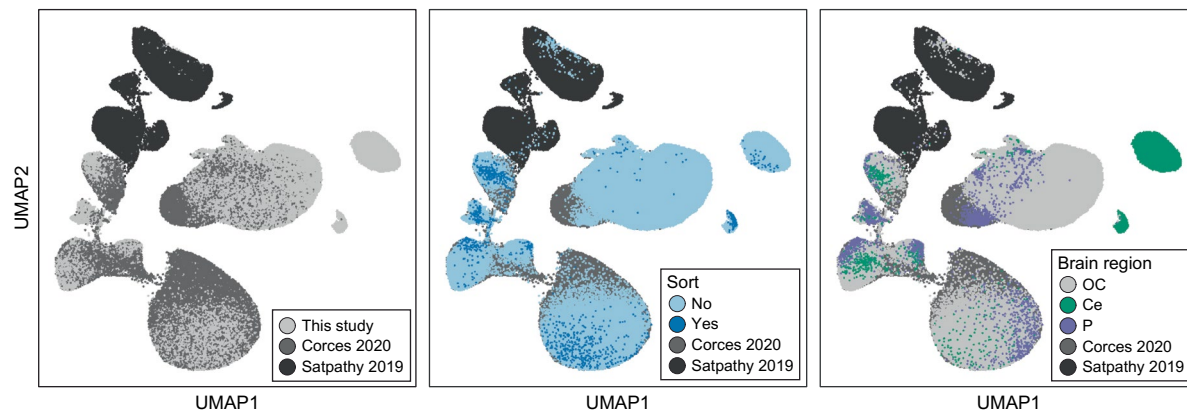 UMAP2
This study
Corces 2020
Satpathy 2019
UMAP1
Sort
No
Yes
Corces 2020
Satpathy 2019
UMAP1
Brain region
OC
Ce
P
Corces 2020
Satpathy 2019
UMAP1